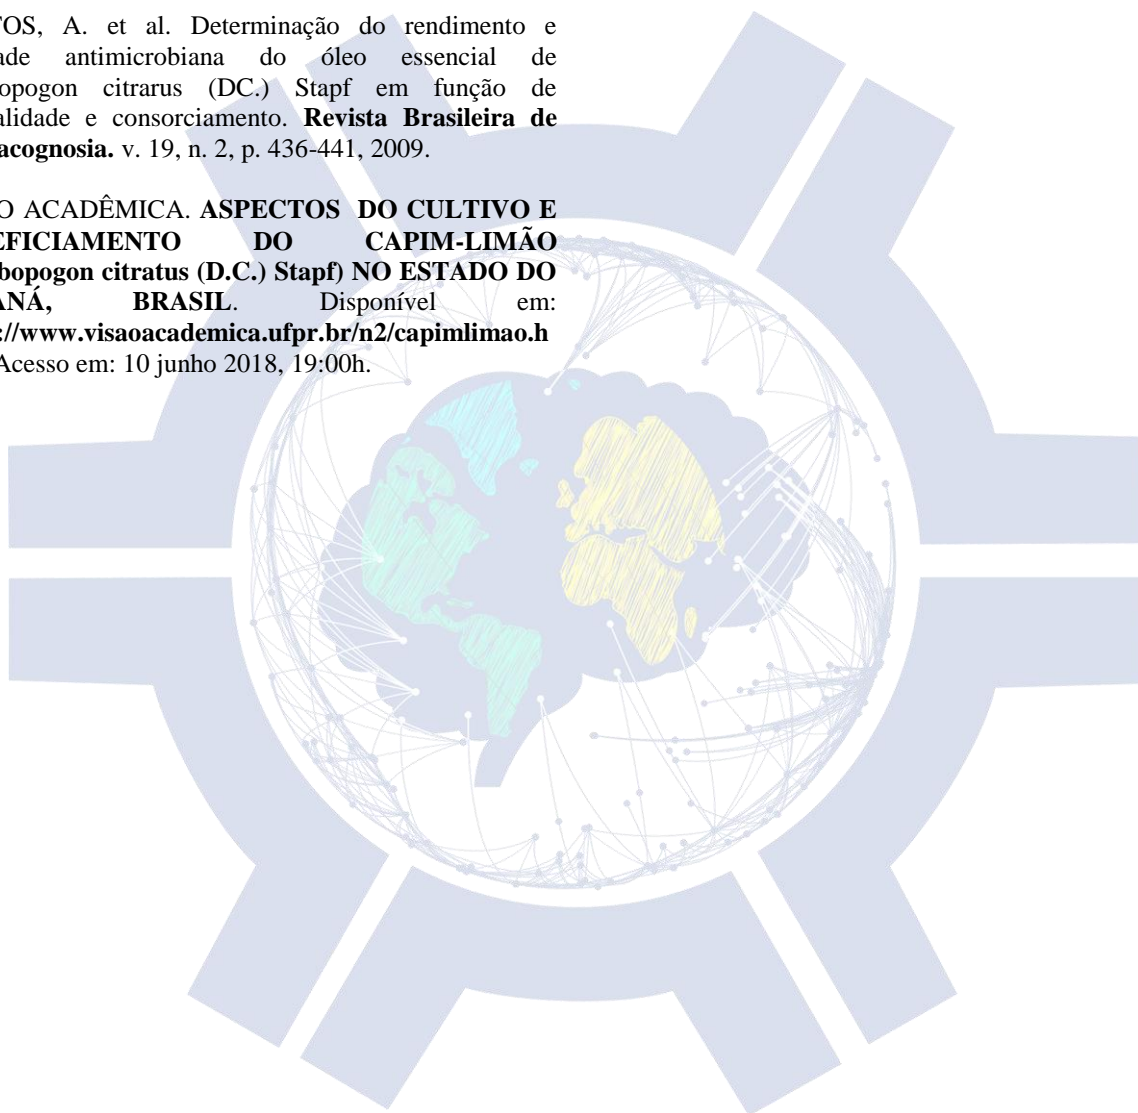 TOS, A. et al. Determinação do rendimento e
ade antimicrobiana do óleo essencial de
opogon citrarus (DC.) Stapf em função de
alidade e consorciamento. Revista Brasileira de
acognosia. v. 19, n. 2, p. 436-441, 2009.
O ACADÊMICA. ASPECTOS DO CULTIVO E
EFICIAMENTO DO CAPIM-LIMÃO
bopogon citratus (D.C.) Stapf) NO ESTADO DO
ANÁ, BRASIL. Disponível em:
://www.visaoacademica.ufpr.br/n2/capimlimao.h
Acesso em: 10 junho 2018, 19:00h.